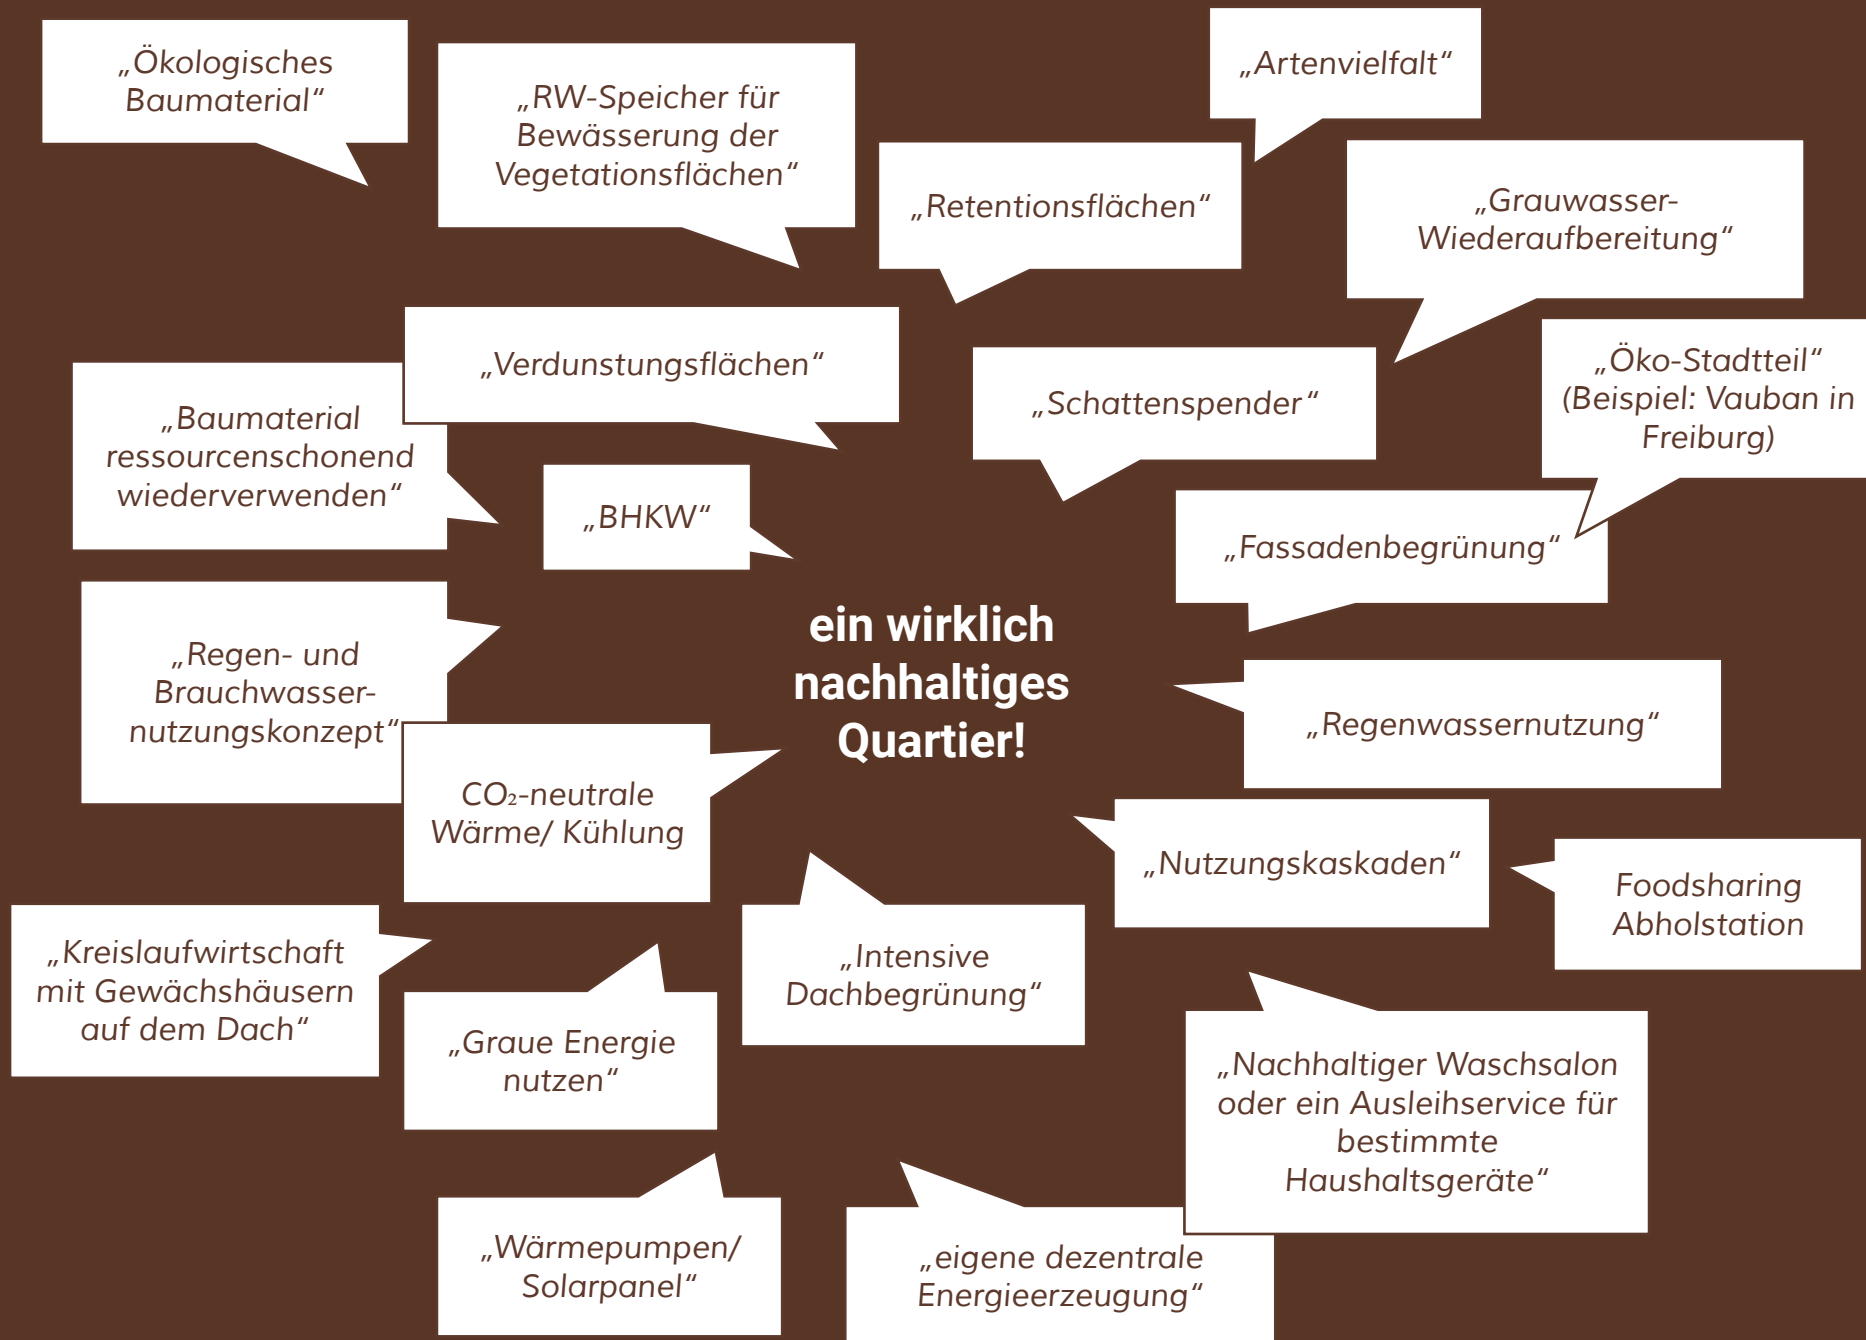 „Ökologisches
Baumaterial“
„RW-Speicher für
Bewässerung der
Vegetationsflächen“
„Artenvielfalt“
„Retentionsflächen“
„Grauwasser-
Wiederaufbereitung“
„Verdunstungsflächen“
„Schattenspender“
„Öko-Stadtteil“
(Beispiel: Vauban in
Freiburg)
„Baumaterial
ressourcenschonend
wiederverwenden“
„BHKW“
„Fassadenbegrünung“
ein wirklich
nachhaltiges
Quartier!
„Regen- und
Brauchwasser-
nutzungskonzept“
„Regenwassernutzung“
CO₂-neutrale
Wärme/ Kühlung
„Nutzungskaskaden“
Foodsharing
Abholstation
„Kreislaufwirtschaft
mit Gewächshäusern
auf dem Dach“
„Intensive
Dachbegrünung“
„Graue Energie
nutzen“
„Nachhaltiger Waschsalon
oder ein Ausleihservice für
bestimmte
Haushaltsgeräte“
„Wärmepumpen/
Solarpanel“
„eigene dezentrale
Energieerzeugung“